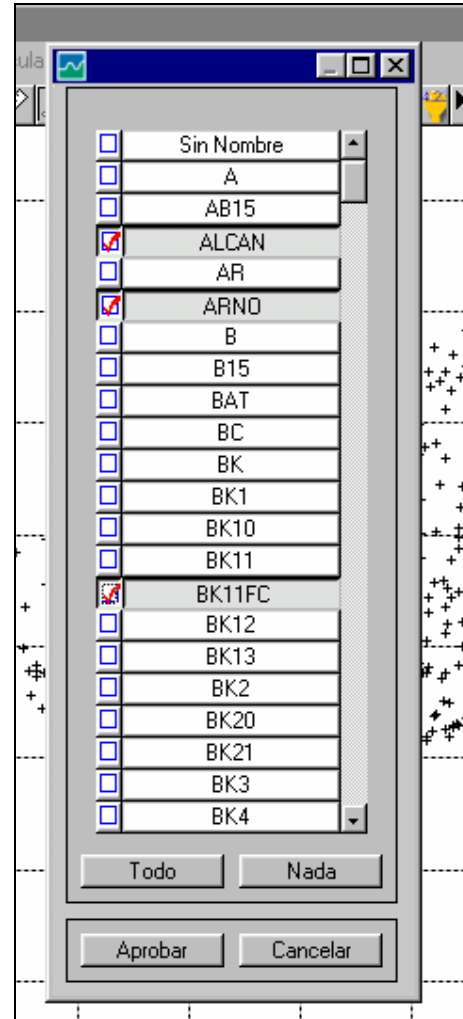 cula
Sin Nombre
A
AB15
ALCAN
AR
ARNO
B
B15
BAT
BC
BK
BK1
BK10
BK11
BK11FC
BK12
BK13
BK2
BK20
BK21
BK3
BK4
Todo Nada
Aprobar Cancelar